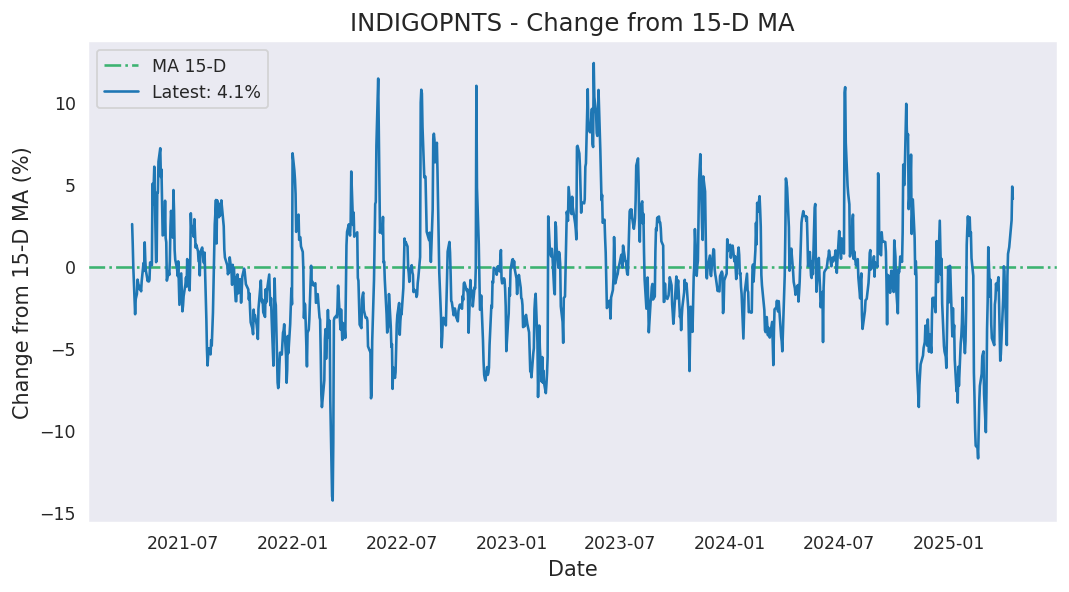 INDIGOPNTS - Change from 15-D MA
MA 15-D
Latest: 4.1%
Change from 15-D MA (%)
10
5
0
−5
−10
−15
2021-07 2022-01 2022-07 2023-01 2023-07 2024-01 2024-07 2025-01
Date